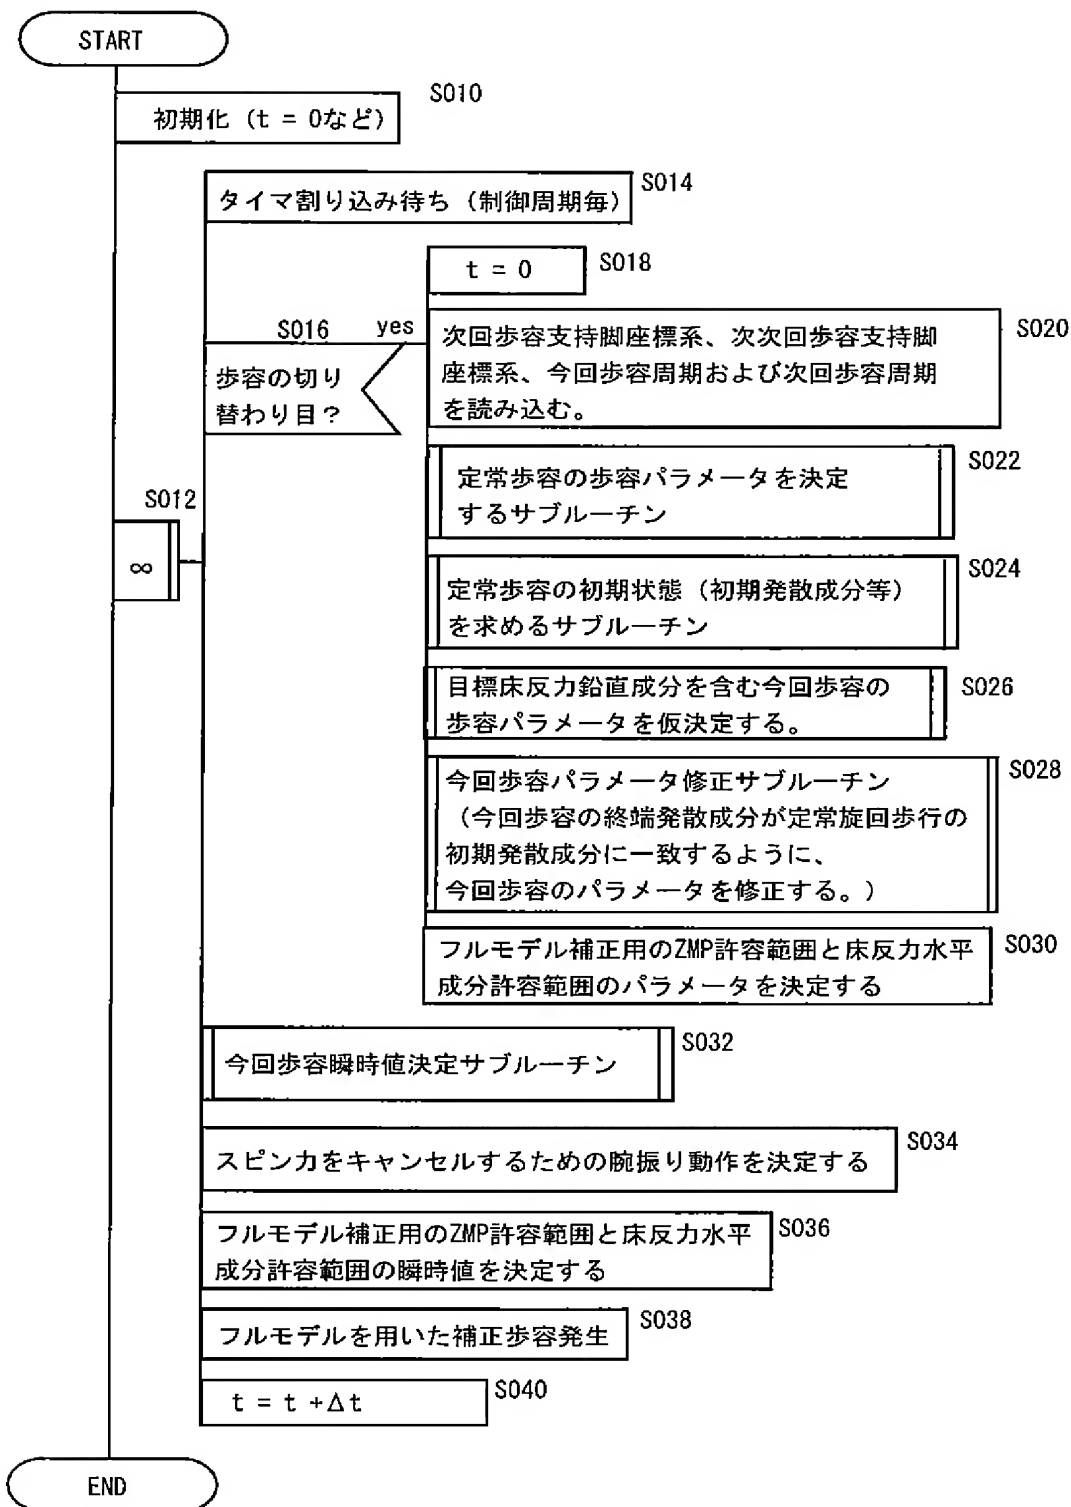 START
S010
初期化（t = 0など）
S014
タイマ割り込み待ち（制御周期毎）
S018
t = 0
S016
yes
歩容の切り
替わり目？
S020
次回歩容支持脚座標系、次次回歩容支持脚
座標系、今回歩容周期および次回歩容周期
を読み込む。
S022
定常歩容の歩容パラメータを決定
するサブルーチン
S012
∞
S024
定常歩容の初期状態（初期発散成分等）
を求めるサブルーチン
S026
目標床反力鉛直成分を含む今回歩容の
歩容パラメータを仮決定する。
S028
今回歩容パラメータ修正サブルーチン
（今回歩容の終端発散成分が定常旋回歩行の
初期発散成分に一致するように、
今回歩容のパラメータを修正する。）
S030
フルモデル補正用のZMP許容範囲と床反力水平
成分許容範囲のパラメータを決定する
S032
今回歩容瞬時値決定サブルーチン
S034
スピン力をキャンセルするための腕振り動作を決定する
S036
フルモデル補正用のZMP許容範囲と床反力水平
成分許容範囲の瞬時値を決定する
S038
フルモデルを用いた補正歩容発生
S040
t = t +Δt
END